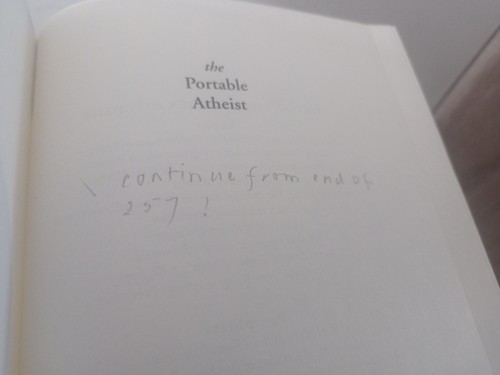 the
Portable
Atheist
continue from end of
257 !